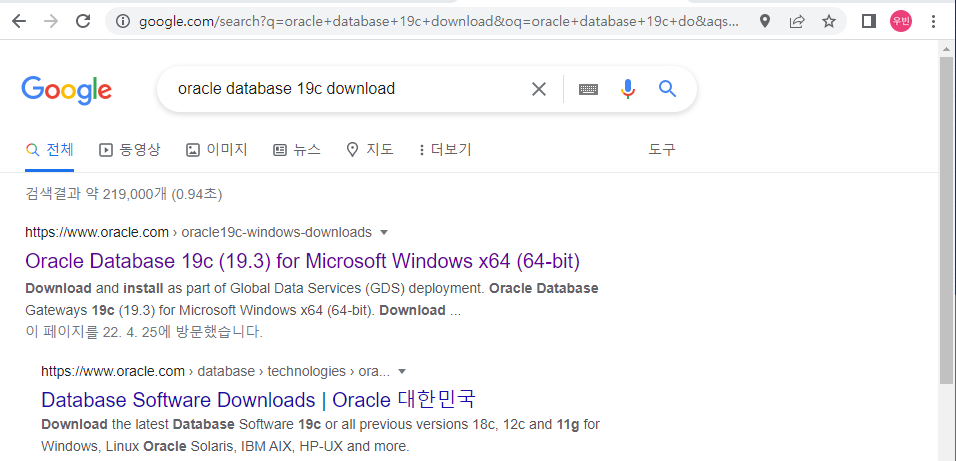 google.com/search?q=oracle+database+19c+download&oq=oracle+database+19c+do&aqs...
우빈
Google
oracle database 19c download
전체 동영상 이미지 뉴스 지도 더보기 도구
검색결과 약 219,000개 (0.94초)
https://www.oracle.com › oracle19c-windows-downloads
Oracle Database 19c (19.3) for Microsoft Windows x64 (64-bit)
Download and install as part of Global Data Services (GDS) deployment. Oracle Database
Gateways 19c (19.3) for Microsoft Windows x64 (64-bit). Download ...
이 페이지를 22. 4. 25에 방문했습니다.
https://www.oracle.com › database › technologies › ora...
Database Software Downloads | Oracle 대한민국
Download the latest Database Software 19c or all previous versions 18c, 12c and 11g for
Windows, Linux Oracle Solaris, IBM AIX, HP-UX and more.